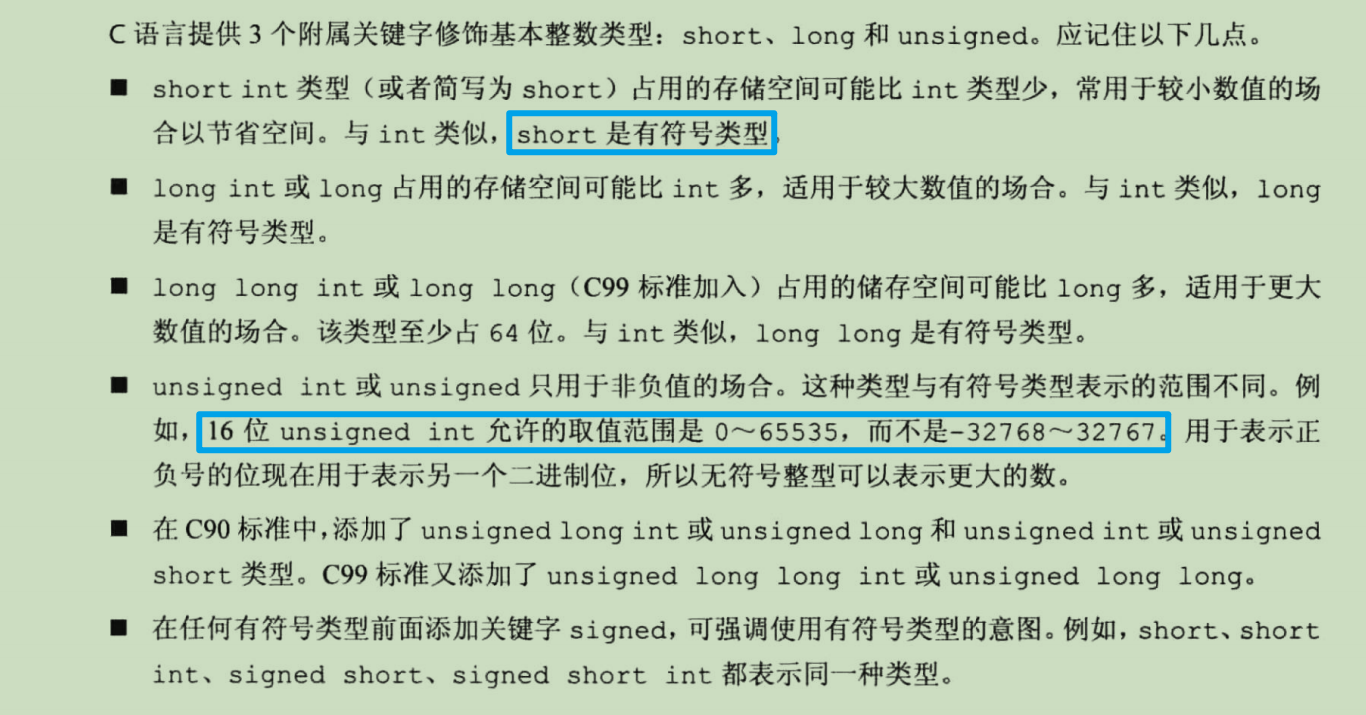 C 语言提供 3 个附属关键字修饰基本整数类型：short、long 和 unsigned。应记住以下几点。
■ short int 类型（或者简写为 short）占用的存储空间可能比 int 类型少，常用于较小数值的场
合以节省空间。与 int 类似，short 是有符号类型。
■ long int 或 long 占用的存储空间可能比 int 多，适用于较大数值的场合。与 int 类似，long
是有符号类型。
■ long long int 或 long long（C99 标准加入）占用的储存空间可能比 long 多，适用于更大
数值的场合。该类型至少占 64 位。与 int 类似，long long 是有符号类型。
■ unsigned int 或 unsigned 只用于非负值的场合。这种类型与有符号类型表示的范围不同。例
如，16 位 unsigned int 允许的取值范围是 0～65535，而不是-32768～32767。用于表示正
负号的位现在用于表示另一个二进制位，所以无符号整型可以表示更大的数。
■ 在 C90 标准中，添加了 unsigned long int 或 unsigned long 和 unsigned int 或 unsigned
short 类型。C99 标准又添加了 unsigned long long int 或 unsigned long long。
■ 在任何有符号类型前面添加关键字 signed，可强调使用有符号类型的意图。例如，short、short
int、signed short、signed short int 都表示同一种类型。